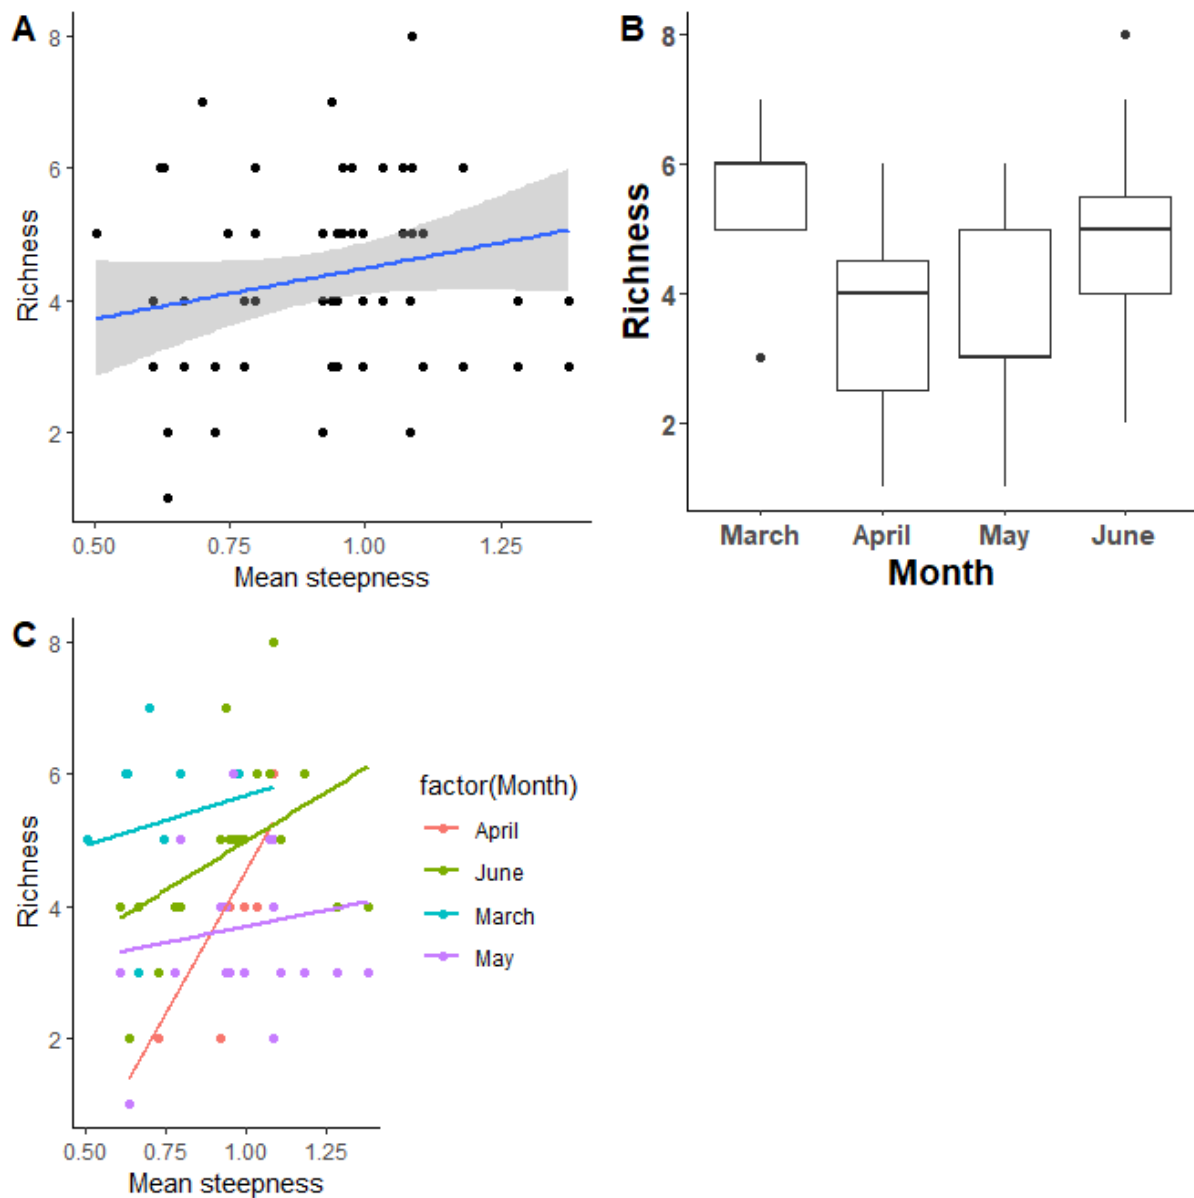 A
8
6
4
2
Richness
0.50 0.75 1.00 1.25
Mean steepness
B
8
6
4
2
Richness
March April May June
Month
C
8
6
4
2
Richness
0.50 0.75 1.00 1.25
Mean steepness
factor(Month)
April
June
March
May